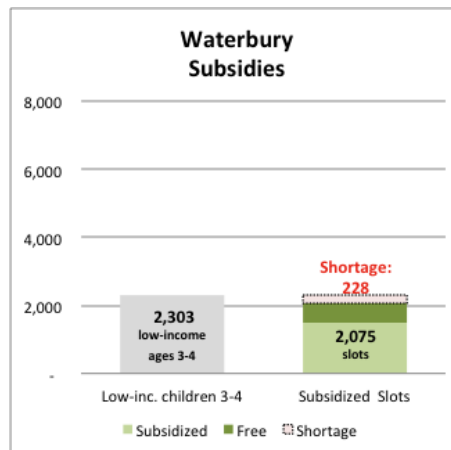 Waterbury
Subsidies
8,000
6,000
4,000
2,000
-
Shortage:
228
2,303
low-income
ages 3-4
2,075
slots
Low-inc. children 3-4
Subsidized Slots
Subsidized
Free
Shortage